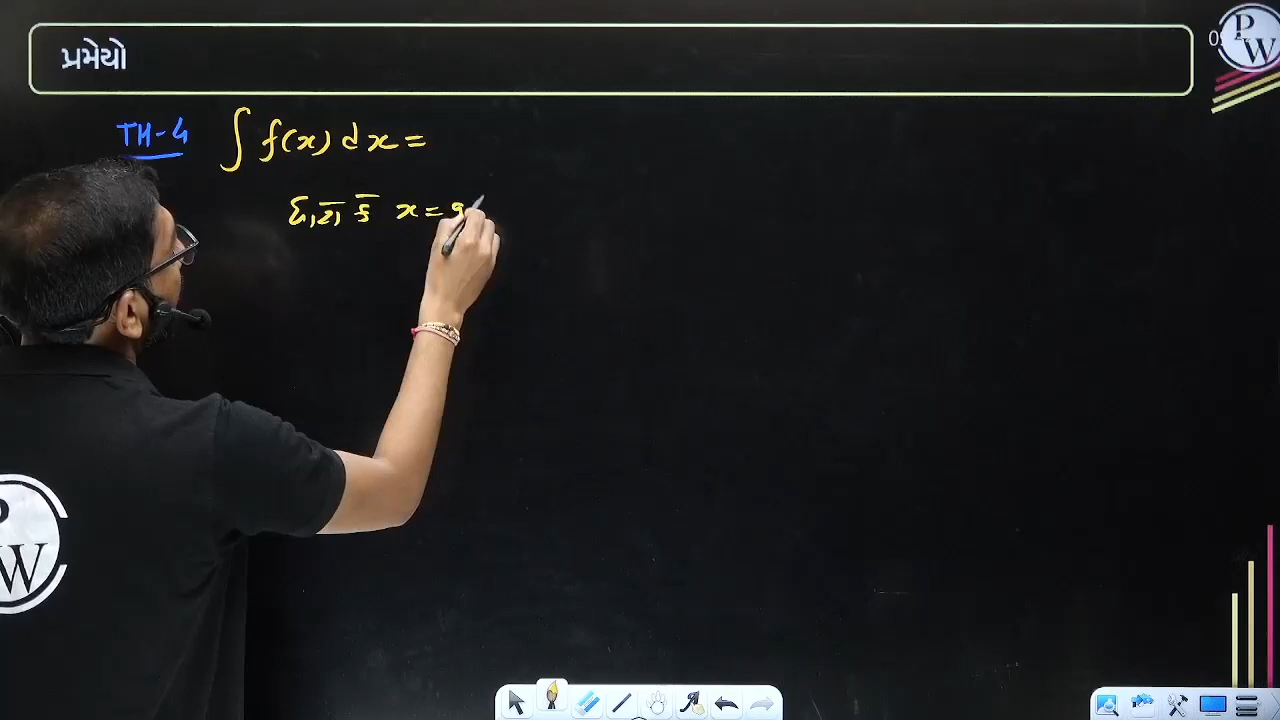 પ્રમેયો
P
W
TH-4 ∫ f(x) dx =
x = g
P
W